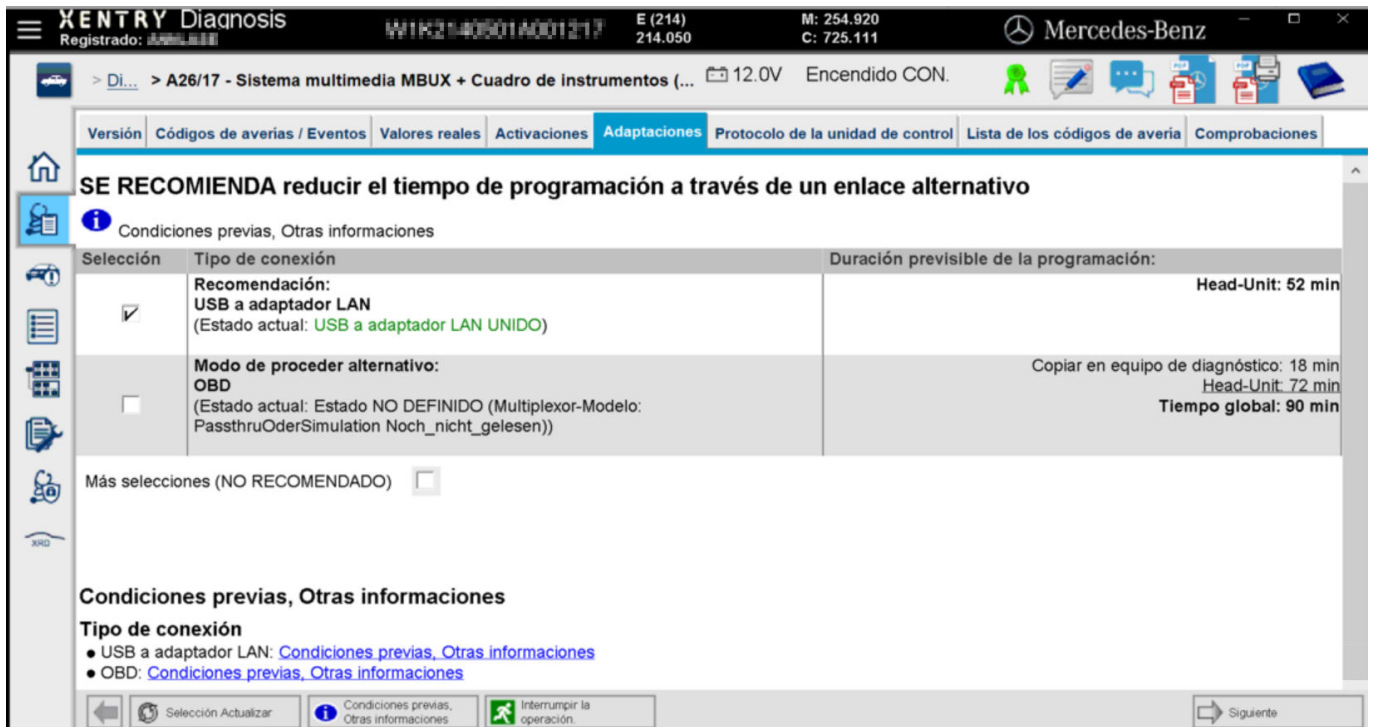 XENTRY Diagnosis
Registrado:
E (214)
214.050
M: 254.920
C: 725.111
Mercedes-Benz
> Di... > A26/17 - Sistema multimedia MBUX + Cuadro de instrumentos (...
12.0V
Encendido CON.
Versión
Códigos de averías / Eventos
Valores reales
Activaciones
Adaptaciones
Protocolo de la unidad de control
Lista de los códigos de avería
Comprobaciones
SE RECOMIENDA reducir el tiempo de programación a través de un enlace alternativo
Condiciones previas, Otras informaciones
Selección
Tipo de conexión
Duración previsible de la programación:
Recomendación:
USB a adaptador LAN
(Estado actual: USB a adaptador LAN UNIDO)
Head-Unit: 52 min
Modo de proceder alternativo:
OBD
(Estado actual: Estado NO DEFINIDO (Multiplexor-Modelo:
PassthruOderSimulation Noch_nicht_gelesen))
Copiar en equipo de diagnóstico: 18 min
Head-Unit: 72 min
Tiempo global: 90 min
Más selecciones (NO RECOMENDADO)
XRD
Condiciones previas, Otras informaciones
Tipo de conexión
● USB a adaptador LAN: Condiciones previas, Otras informaciones
● OBD: Condiciones previas, Otras informaciones
Selección Actualizar
Condiciones previas,
Otras informaciones
Interrumpir la
operación.
Siguiente